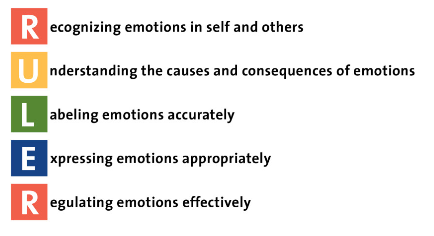 Recognizing emotions in self and others
Understanding the causes and consequences of emotions
Labeling emotions accurately
Expressing emotions appropriately
Regulating emotions effectively